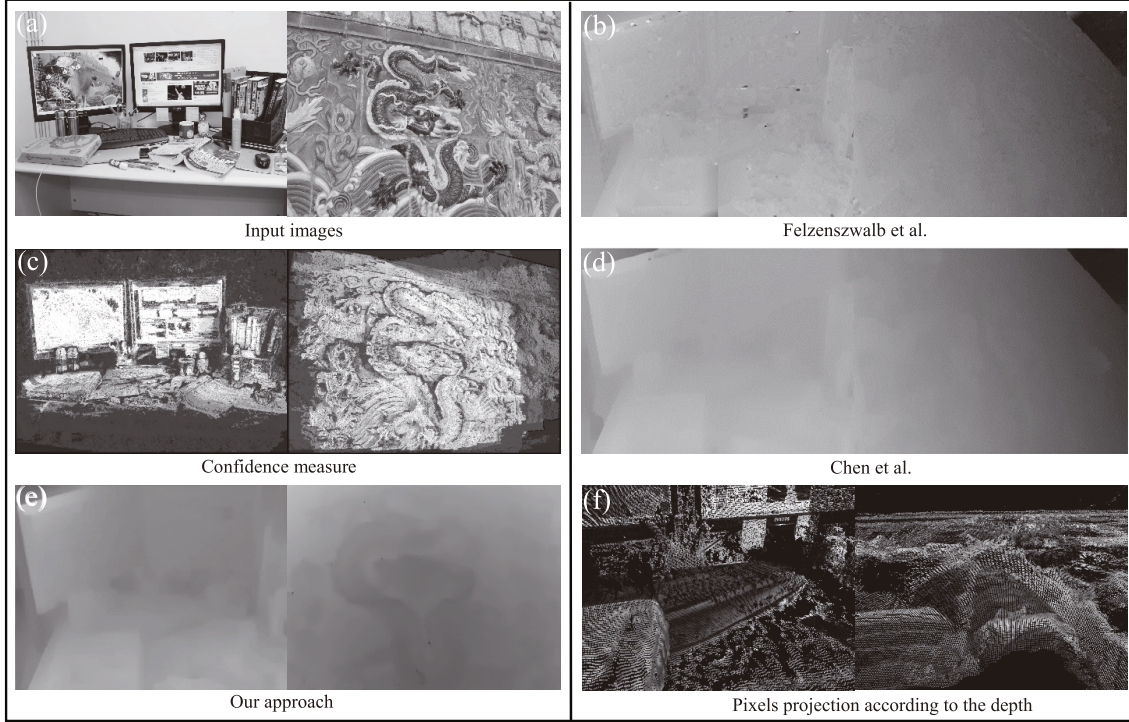 (a)
(b)
Input images
Felzenszwalb et al.
(c)
(d)
Confidence measure
Chen et al.
(e)
(f)
Our approach
Pixels projection according to the depth